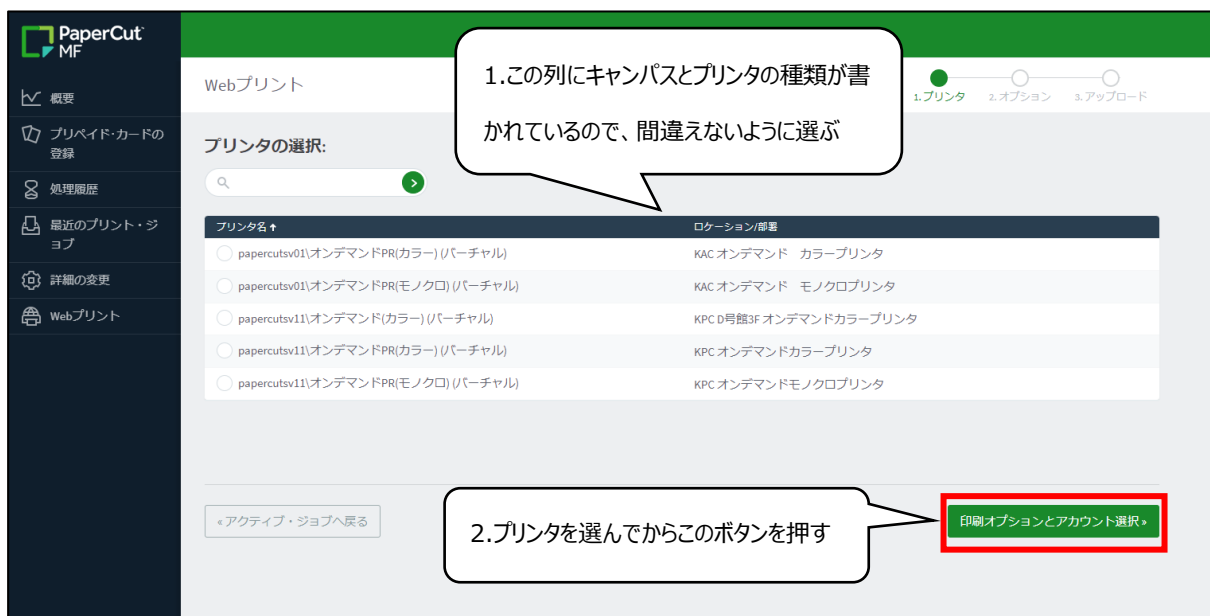 PaperCut
MF
概要
プリペイド・カードの
登録
処理履歴
最近のプリント・ジ
ョブ
詳細の変更
Webプリント
Webプリント
1.プリンタ 2.オプション 3.アップロード
1.この列にキャンパスとプリンタの種類が書
かれているので、間違えないように選ぶ
プリンタの選択:
プリンタ名↑ ロケーション/部署
papercutsv01\オンデマンドPR(カラー) (バーチャル) KAC オンデマンド　カラープリンタ
papercutsv01\オンデマンドPR(モノクロ) (バーチャル) KAC オンデマンド　モノクロプリンタ
papercutsv11\オンデマンド(カラー) (バーチャル) KPC D号館3F オンデマンドカラープリンタ
papercutsv11\オンデマンドPR(カラー) (バーチャル) KPC オンデマンドカラープリンタ
papercutsv11\オンデマンドPR(モノクロ) (バーチャル) KPC オンデマンドモノクロプリンタ
«アクティブ・ジョブへ戻る
2.プリンタを選んでからこのボタンを押す
印刷オプションとアカウント選択»